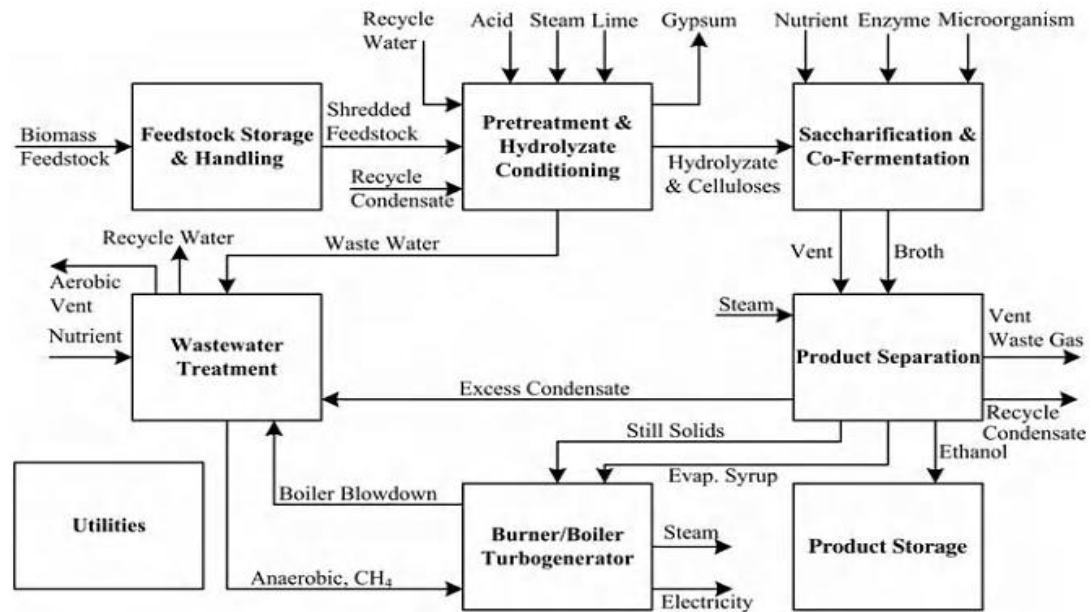 Recycle
Water
Acid
Steam
Lime
Gypsum
Nutrient
Enzyme
Microorganism
Biomass
Feedstock
Feedstock Storage
& Handling
Shredded
Feedstock
Recycle
Condensate
Pretreatment &
Hydrolyzate
Conditioning
Hydrolyzate
& Celluloses
Saccharification &
Co-Fermentation
Recycle Water
Waste Water
Vent
Broth
Aerobic
Vent
Nutrient
Wastewater
Treatment
Steam
Product Separation
Vent
Waste Gas
Excess Condensate
Recycle
Condensate
Still Solids
Ethanol
Evap. Syrup
Utilities
Boiler Blowdown
Burner/Boiler
Turbogenerator
Steam
Product Storage
Anaerobic, CH₄
Electricity